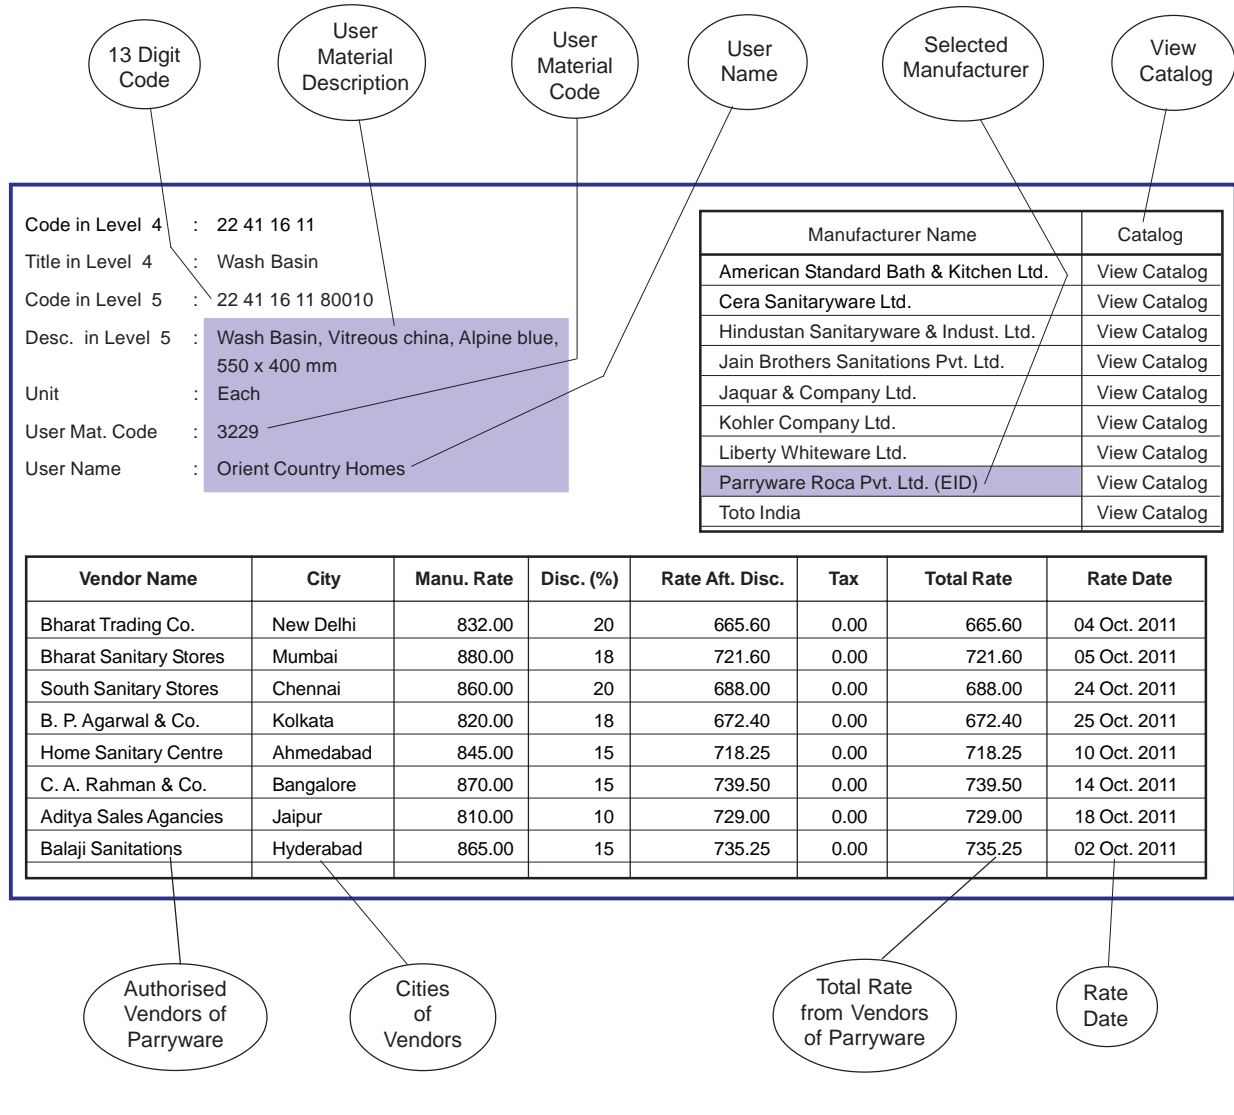 13 Digit
Code
User
Material
Description
User
Material
Code
User
Name
Selected
Manufacturer
View
Catalog
Code in Level 4 : 22 41 16 11
Title in Level 4 : Wash Basin
Code in Level 5 : 22 41 16 11 80010
Desc. in Level 5 : Wash Basin, Vitreous china, Alpine blue,
550 x 400 mm
Unit : Each
User Mat. Code : 3229
User Name : Orient Country Homes
Manufacturer Name Catalog
American Standard Bath & Kitchen Ltd. View Catalog
Cera Sanitaryware Ltd. View Catalog
Hindustan Sanitaryware & Indust. Ltd. View Catalog
Jain Brothers Sanitations Pvt. Ltd. View Catalog
Jaquar & Company Ltd. View Catalog
Kohler Company Ltd. View Catalog
Liberty Whiteware Ltd. View Catalog
Parryware Roca Pvt. Ltd. (EID) View Catalog
Toto India View Catalog
Vendor Name City Manu. Rate Disc. (%) Rate Aft. Disc. Tax Total Rate Rate Date
Bharat Trading Co. New Delhi 832.00 20 665.60 0.00 665.60 04 Oct. 2011
Bharat Sanitary Stores Mumbai 880.00 18 721.60 0.00 721.60 05 Oct. 2011
South Sanitary Stores Chennai 860.00 20 688.00 0.00 688.00 24 Oct. 2011
B. P. Agarwal & Co. Kolkata 820.00 18 672.40 0.00 672.40 25 Oct. 2011
Home Sanitary Centre Ahmedabad 845.00 15 718.25 0.00 718.25 10 Oct. 2011
C. A. Rahman & Co. Bangalore 870.00 15 739.50 0.00 739.50 14 Oct. 2011
Aditya Sales Agancies Jaipur 810.00 10 729.00 0.00 729.00 18 Oct. 2011
Balaji Sanitations Hyderabad 865.00 15 735.25 0.00 735.25 02 Oct. 2011
Authorised
Vendors of
Parryware
Cities
of
Vendors
Total Rate
from Vendors
of Parryware
Rate
Date